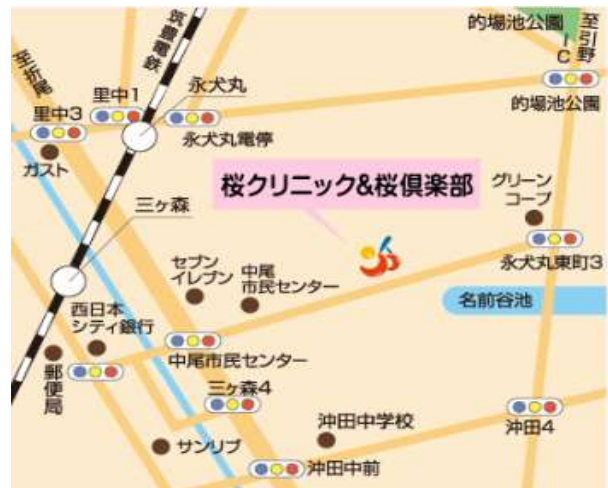 的場池公園
至引野
IC
筑豊電鉄
至折尾
里中1
永犬丸
里中3
永犬丸電停
的場池公園
ガスト
桜クリニック&桜倶楽部
グリーン
コープ
三ヶ森
永犬丸東町3
セブン
イレブン
中尾
市民センター
名前谷池
西日本
シティ銀行
中尾市民センター
郵便局
三ヶ森4
沖田中学校
沖田4
サンリブ
沖田中前